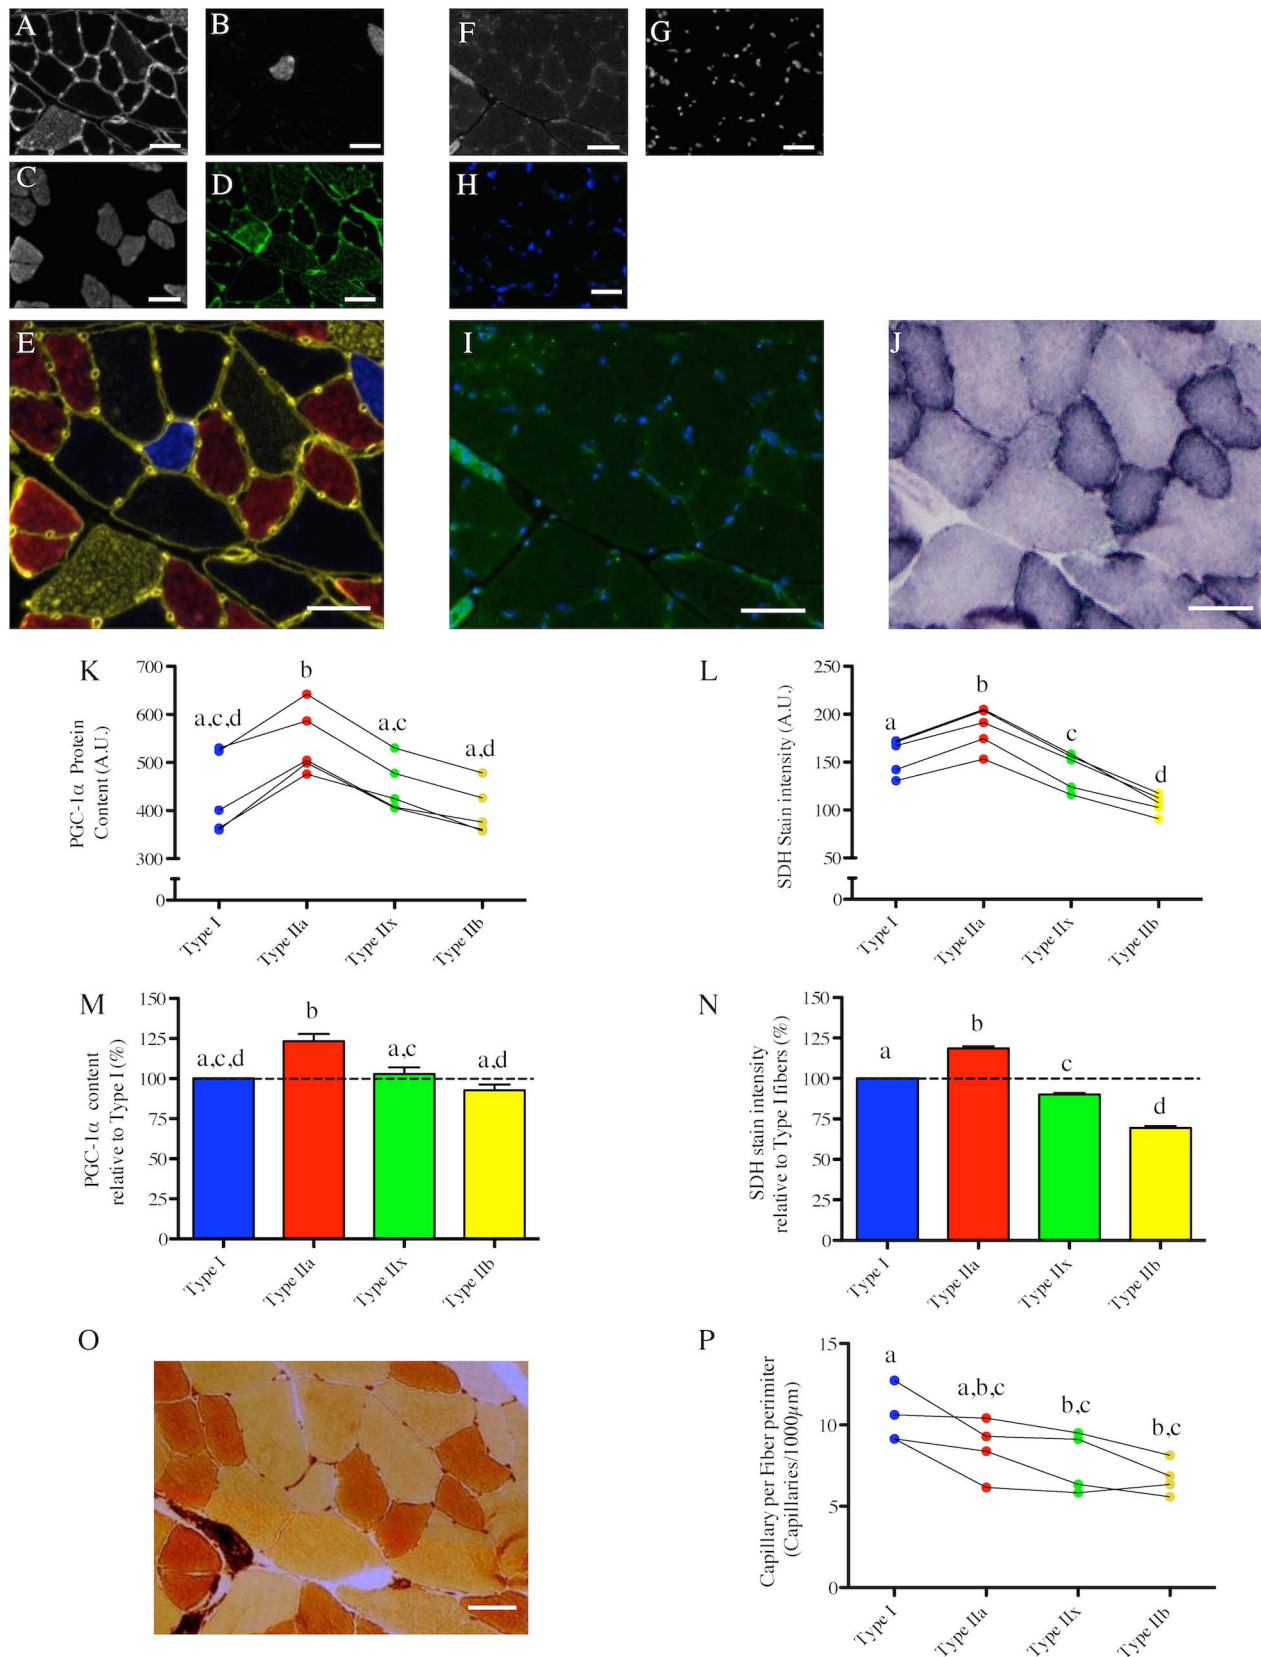 A
B
F
G
C
D
H
E
I
J
K
PGC-1α Protein
Content (A.U.)
700
600
500
400
300
0
a,c,d
b
a,c
a,d
Type I
Type IIa
Type IIx
Type IIb
L
SDH Stain intensity (A.U.)
250
200
150
100
50
0
a
b
c
d
Type I
Type IIa
Type IIx
Type IIb
M
PGC-1α content
relative to Type I (%)
150
125
100
75
50
25
0
a,c,d
b
a,c
a,d
Type I
Type IIa
Type IIx
Type IIb
N
SDH stain intensity
relative to Type I fibers (%)
150
125
100
75
50
25
0
a
b
c
d
Type I
Type IIa
Type IIx
Type IIb
O
P
Capillary per Fiber perimiter
(Capillaries/1000µm)
15
10
5
0
a
a,b,c
b,c
b,c
Type I
Type IIa
Type IIx
Type IIb